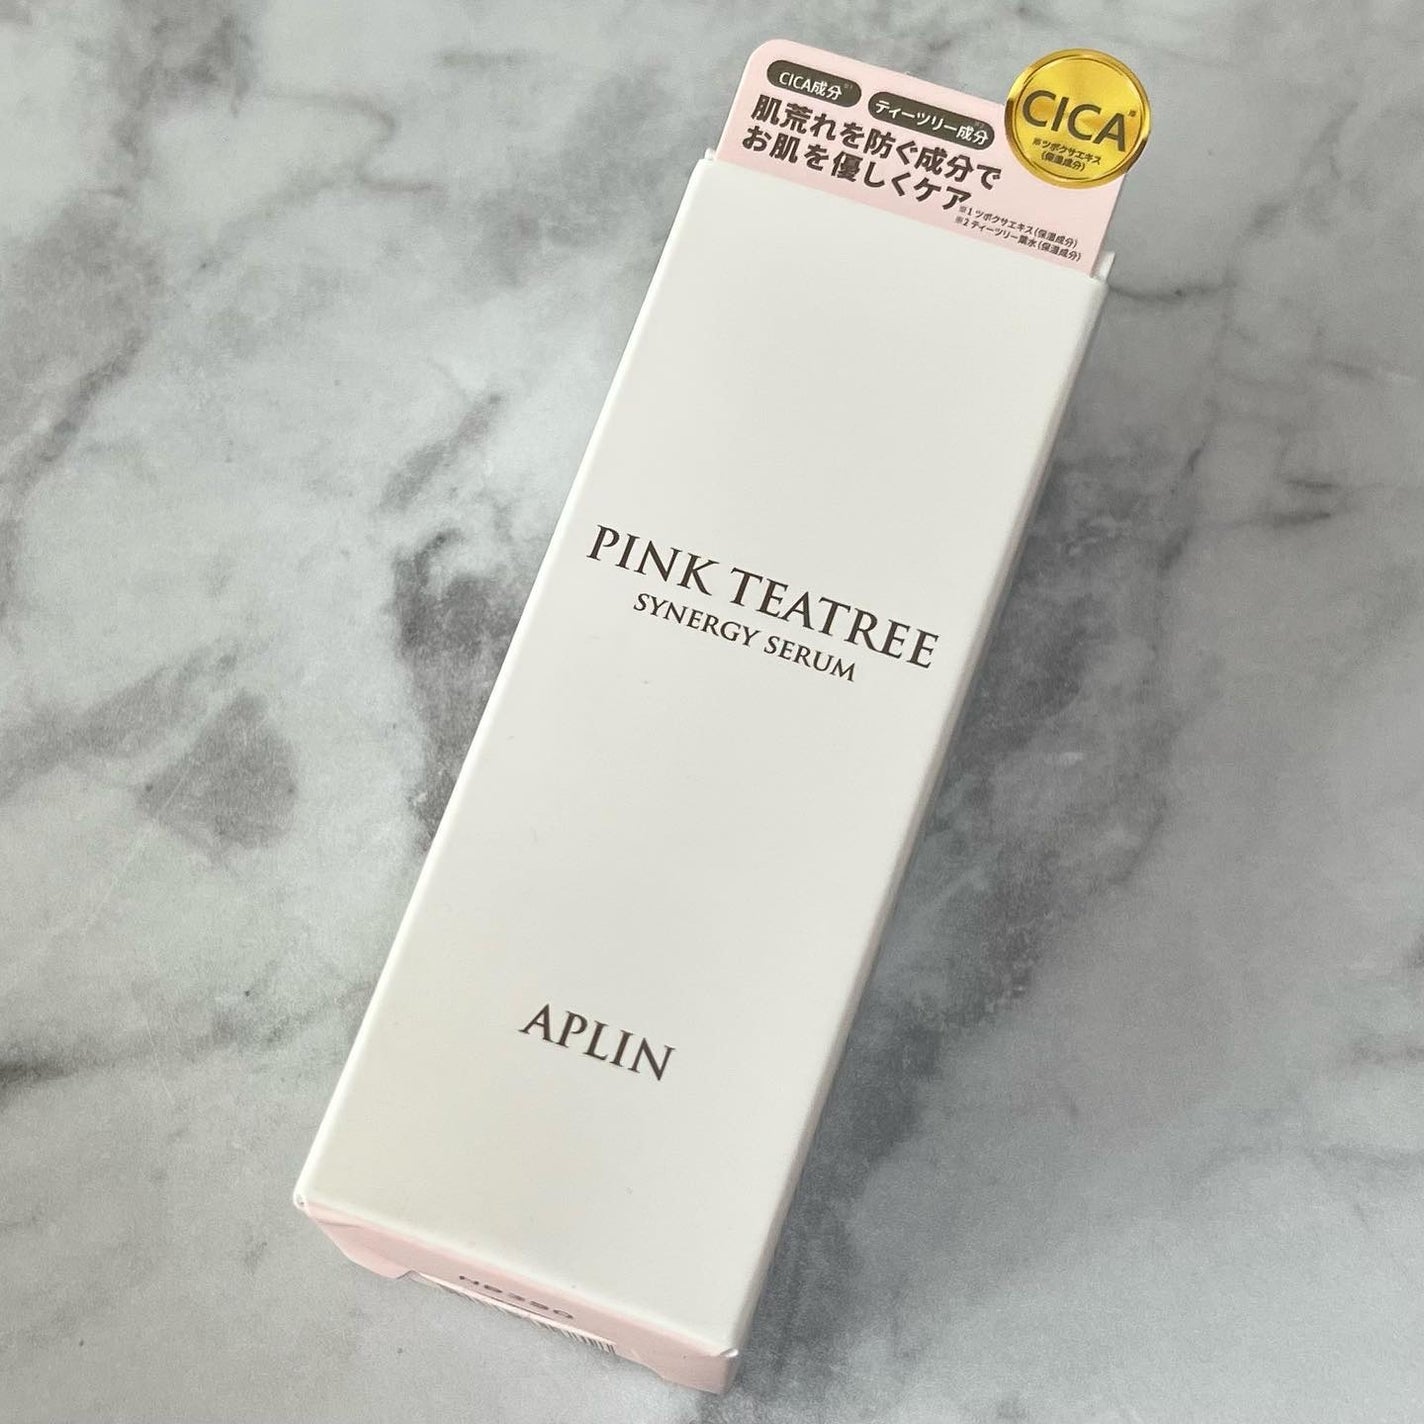 CICA成分※1
ティーツリー成分※2
肌荒れを防ぐ成分で
お肌を優しくケア
※1 ツボクサエキス(保湿成分)
※2 ティーツリー葉水(保湿成分)
CICA※
※ツボクサエキス
(保湿成分)
PINK TEATREE
SYNERGY SERUM
APLIN